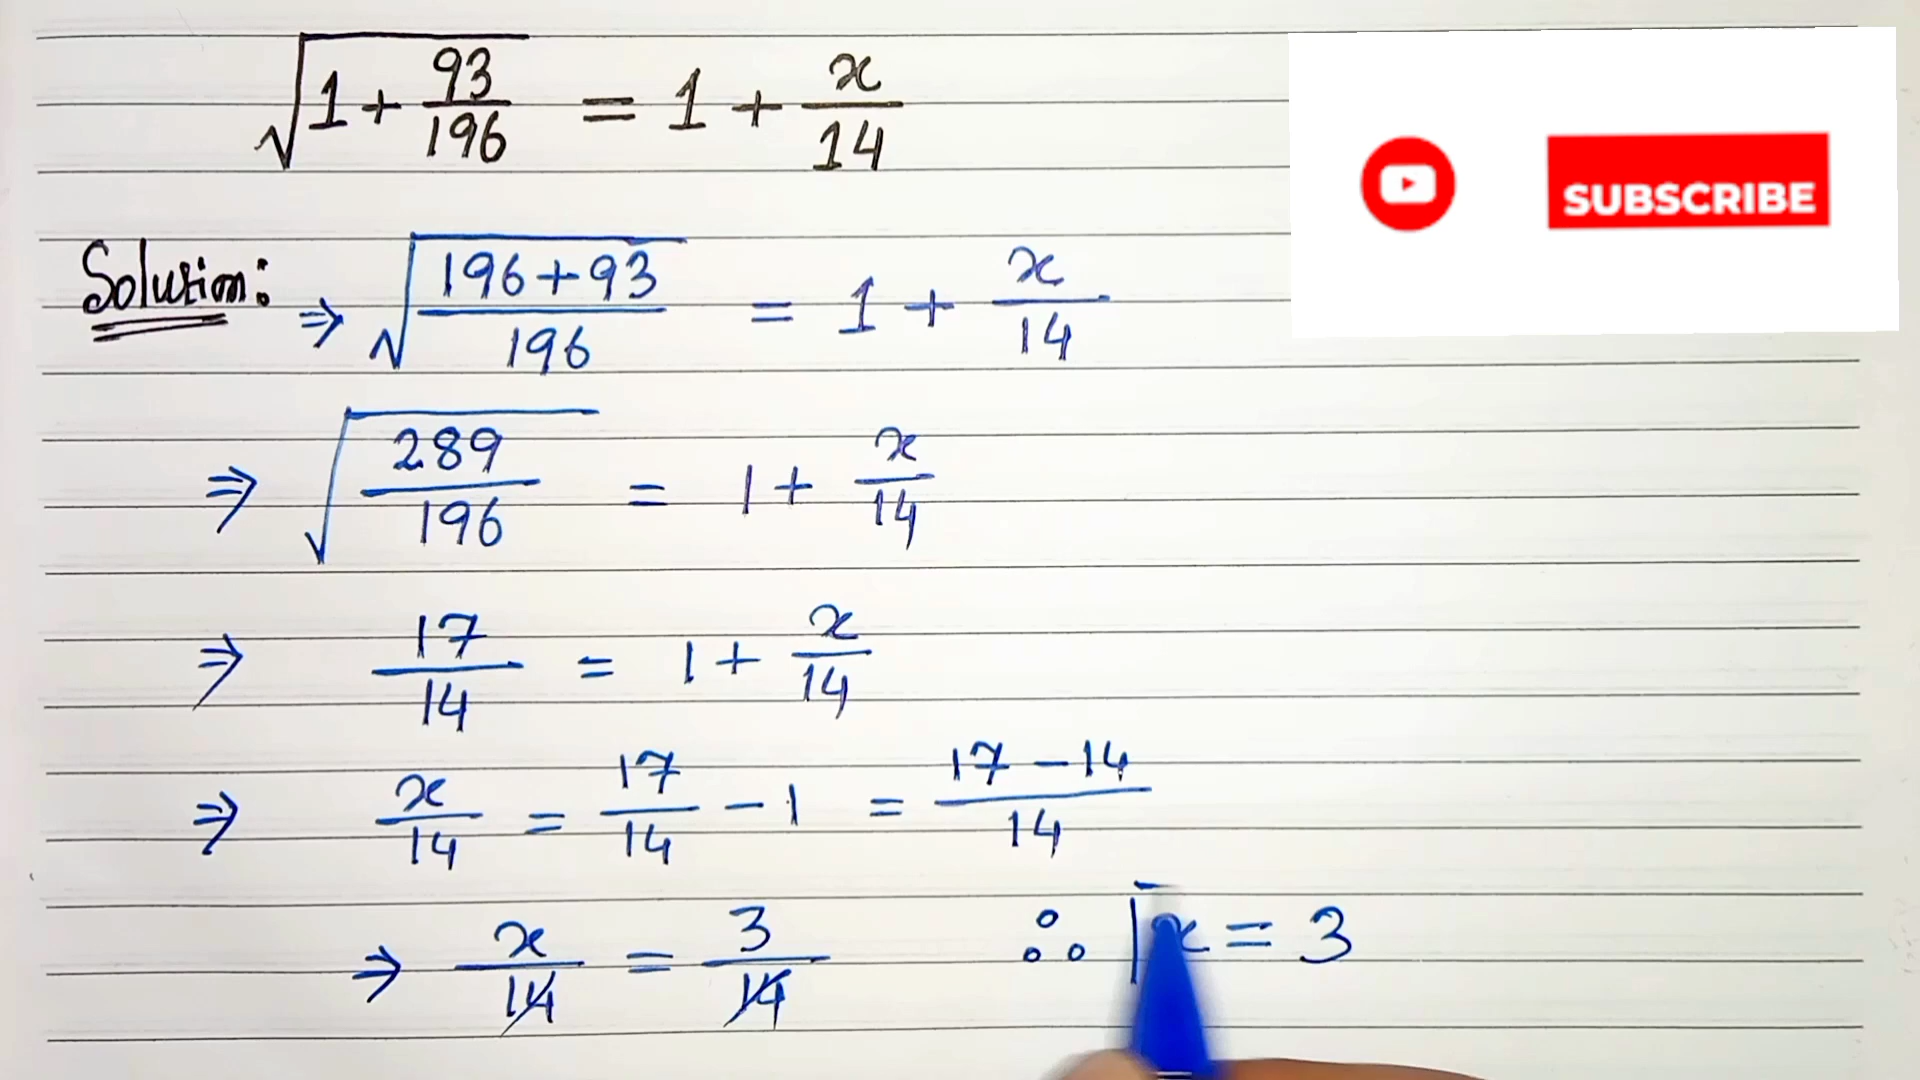 √(1 + 93/196) = 1 + x/14
SUBSCRIBE
Solution: ⇒ √((196+93)/196) = 1 + x/14
⇒ √(289/196) = 1 + x/14
⇒ 17/14 = 1 + x/14
⇒ x/14 = 17/14 - 1 = (17 - 14)/14
⇒ x/14 = 3/14 ∴ x = 3